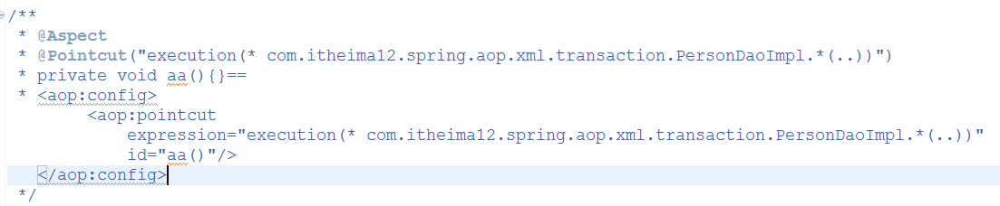 /**
 * @Aspect
 * @Pointcut("execution(* com.itheima12.spring.aop.xml.transaction.PersonDaoImpl.*(..))")
 * private void aa(){}==
 * <aop:config>
        <aop:pointcut
            expression="execution(* com.itheima12.spring.aop.xml.transaction.PersonDaoImpl.*(..))"
            id="aa()"/>
   </aop:config>
 */